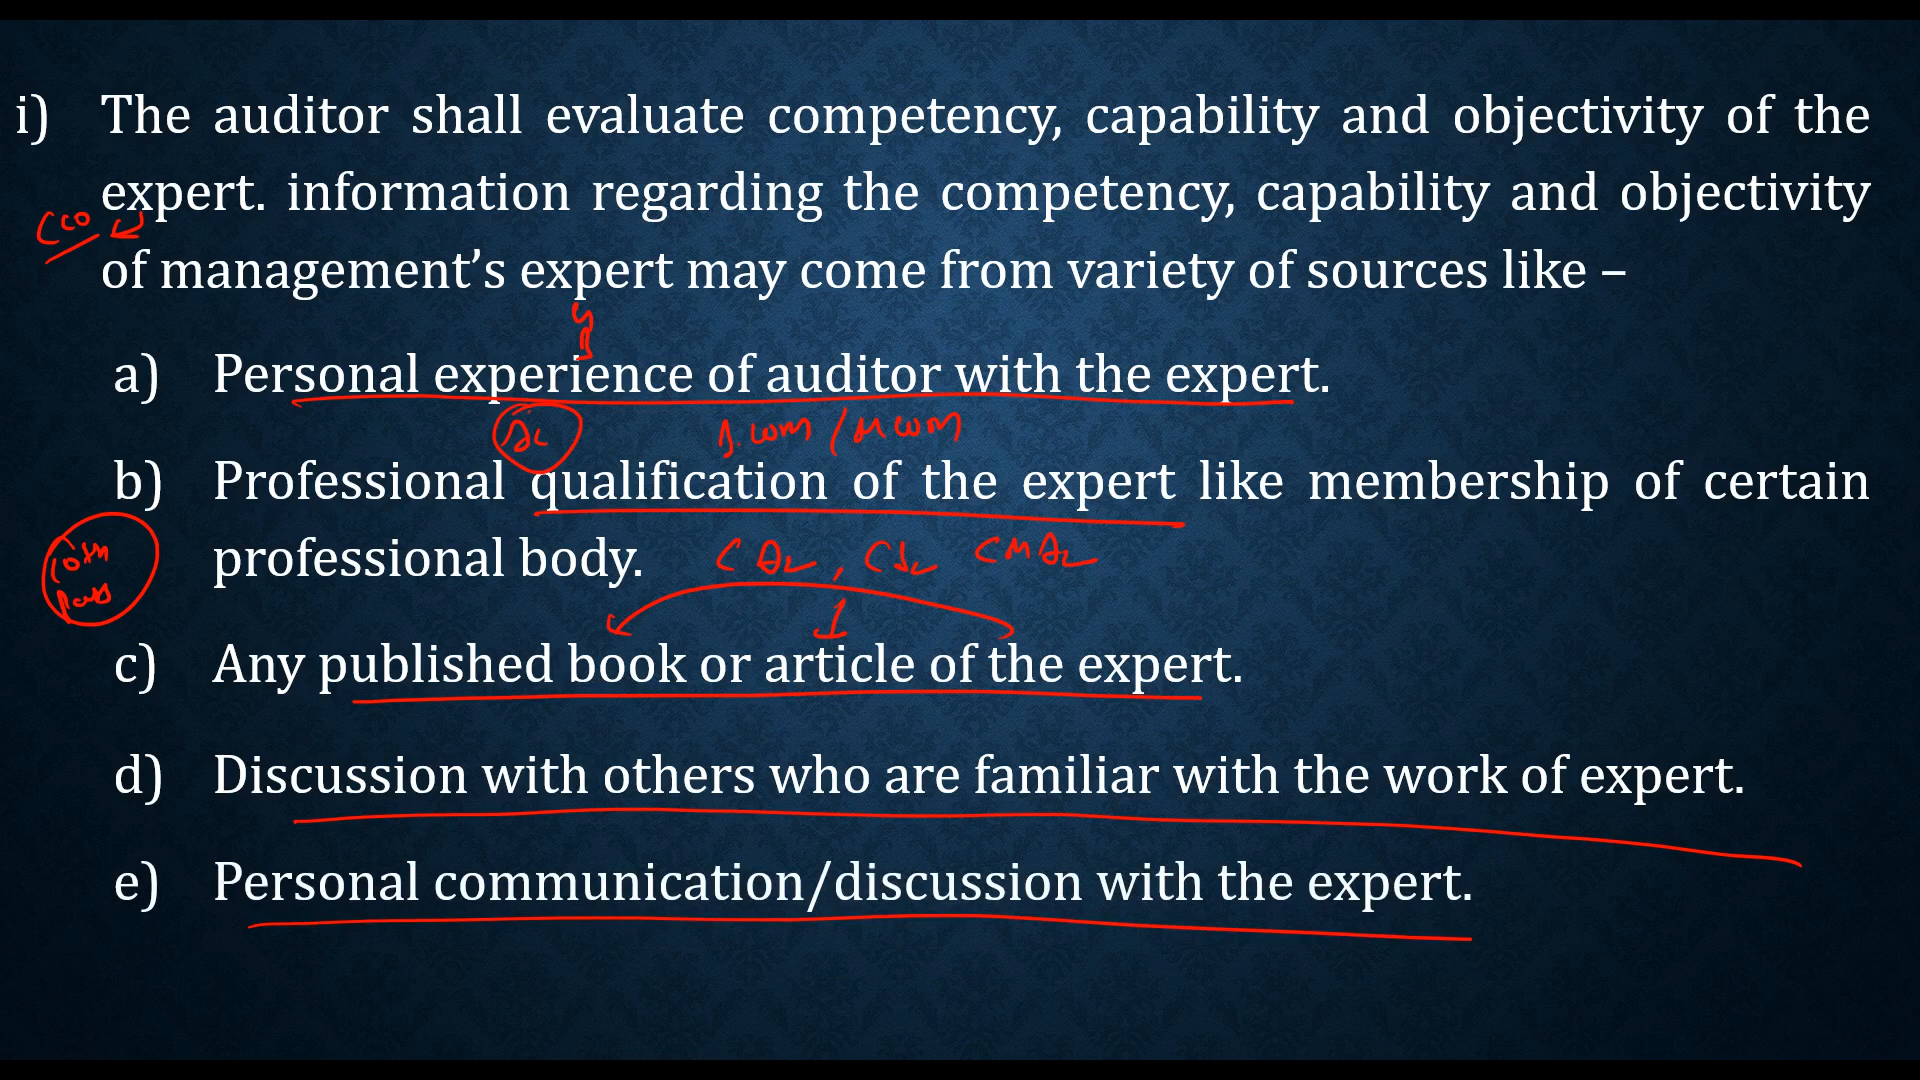 i) The auditor shall evaluate competency, capability and objectivity of the
expert. information regarding the competency, capability and objectivity
CCO
of management’s expert may come from variety of sources like –
a) Personal experience of auditor with the expert.
b) Professional qualification of the expert like membership of certain
10th
pass
professional body.
c) Any published book or article of the expert.
d) Discussion with others who are familiar with the work of expert.
e) Personal communication/discussion with the expert.